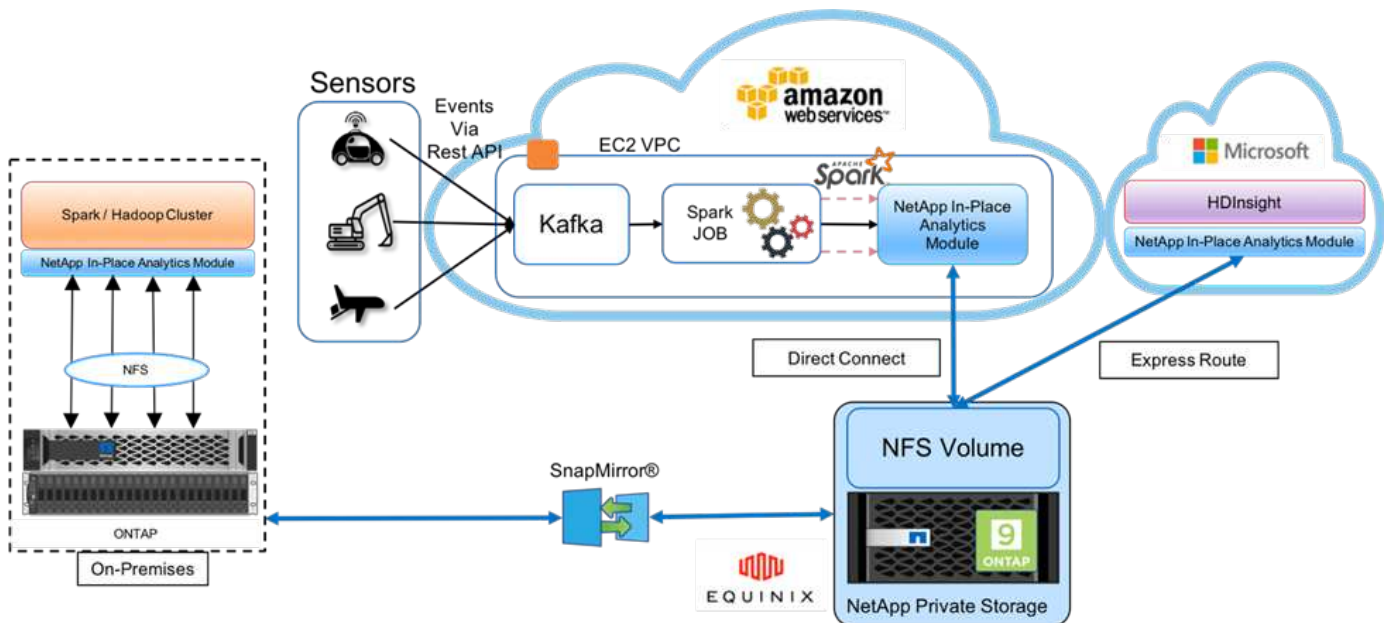 Sensors
Events
Via
Rest API
amazon
web services™
EC2 VPC
APACHE
Spark
Kafka
Spark
JOB
NetApp In-Place
Analytics
Module
Microsoft
HDInsight
NetApp In-Place Analytics Module
Spark / Hadoop Cluster
NetApp In-Place Analytics Module
NFS
ONTAP
On-Premises
Direct Connect
Express Route
SnapMirror®
NFS Volume
9
ONTAP
EQUINIX
NetApp Private Storage